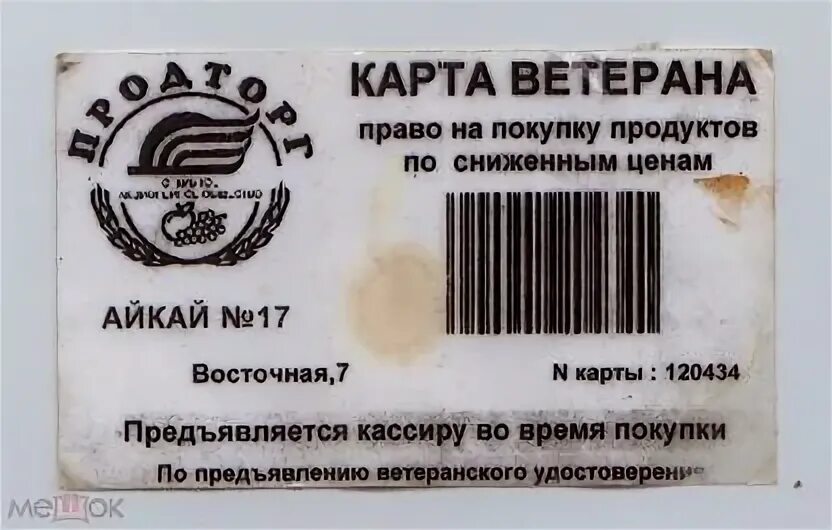 ПРОДТОРГ
КАРТА ВЕТЕРАНА
право на покупку продуктов
по сниженным ценам
АЙКАЙ №17
Восточная,7
N карты : 120434
Предъявляется кассиру во время покупки
По предъявлению ветеранского
мешок